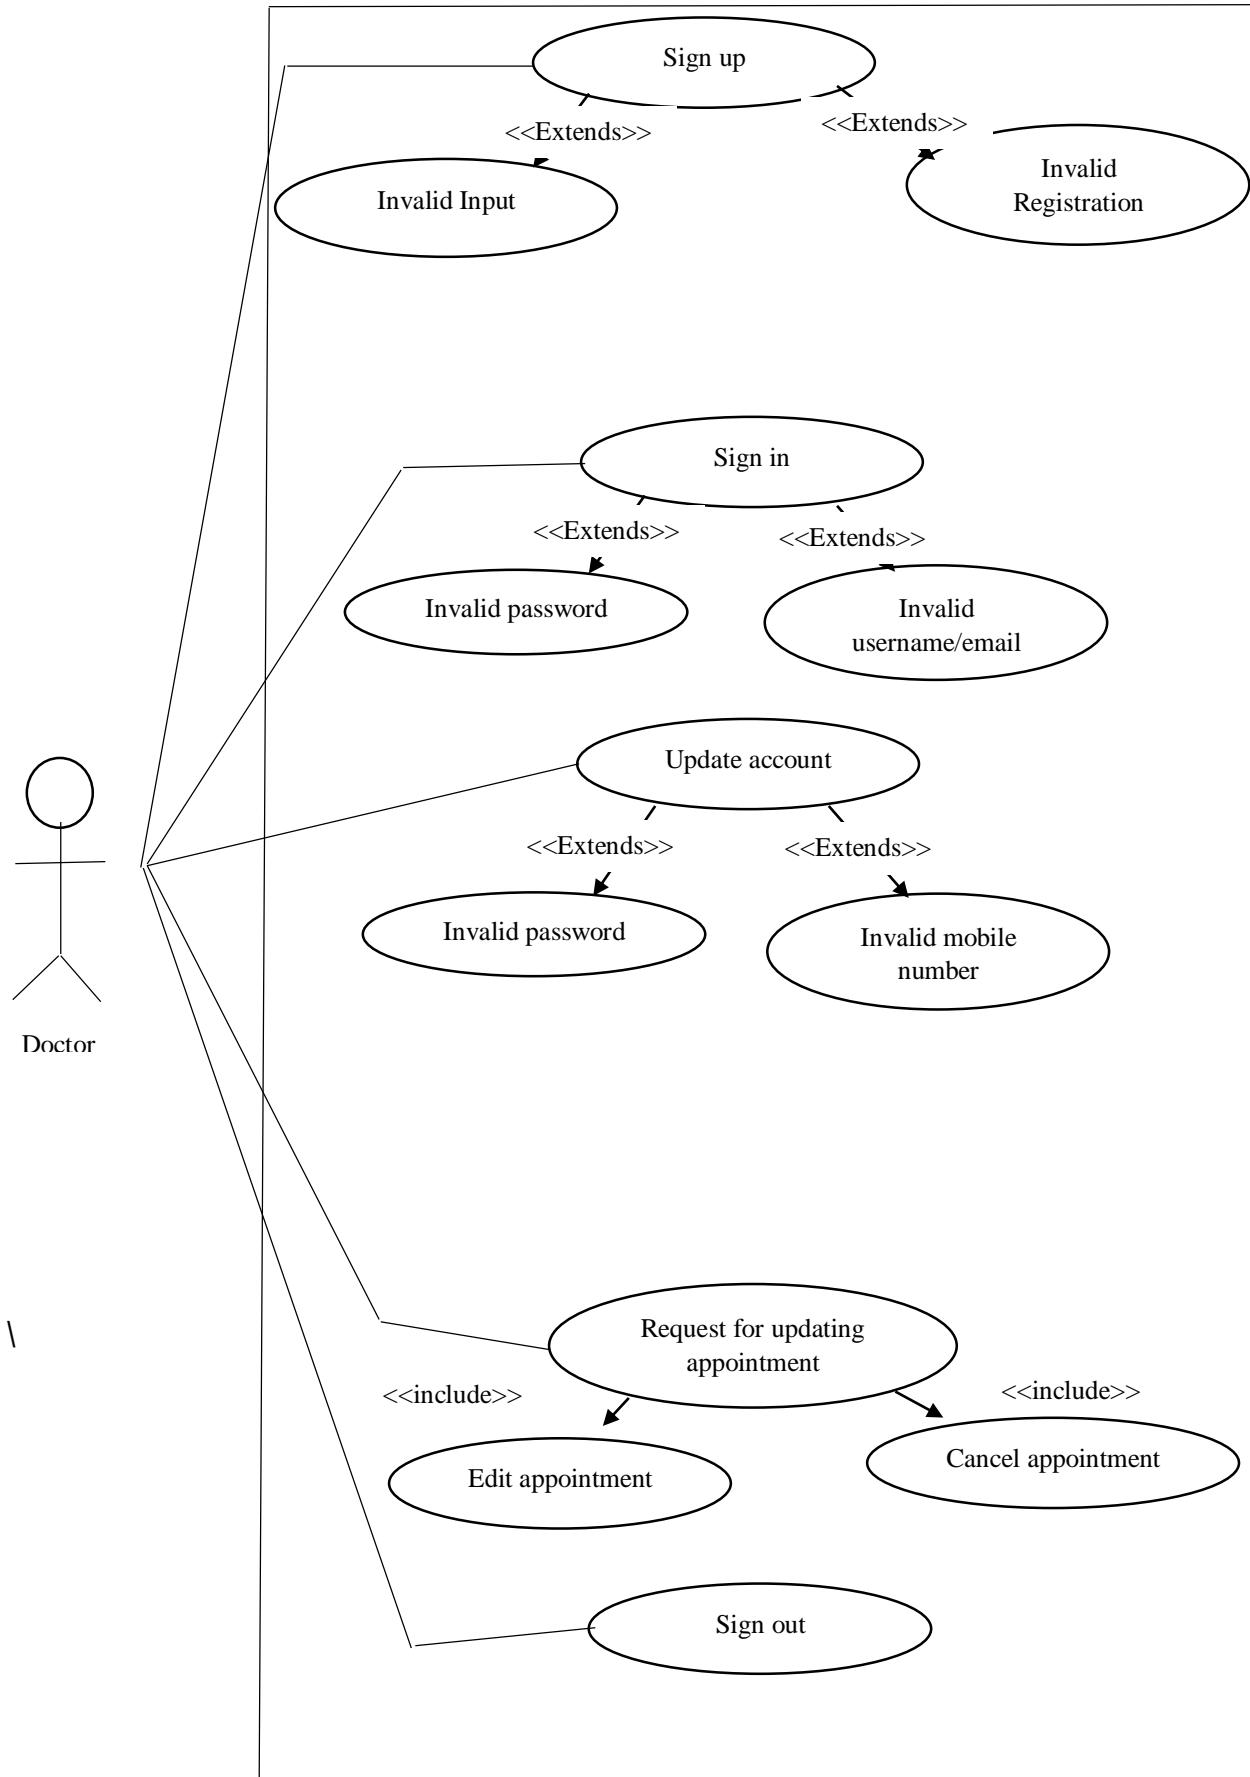 Sign up
<<Extends>>
<<Extends>>
Invalid Input
Invalid
Registration
Sign in
<<Extends>>
<<Extends>>
Invalid password
Invalid
username/email
Update account
<<Extends>>
<<Extends>>
Invalid password
Invalid mobile
number
Doctor
\
Request for updating
appointment
<<include>>
<<include>>
Edit appointment
Cancel appointment
Sign out